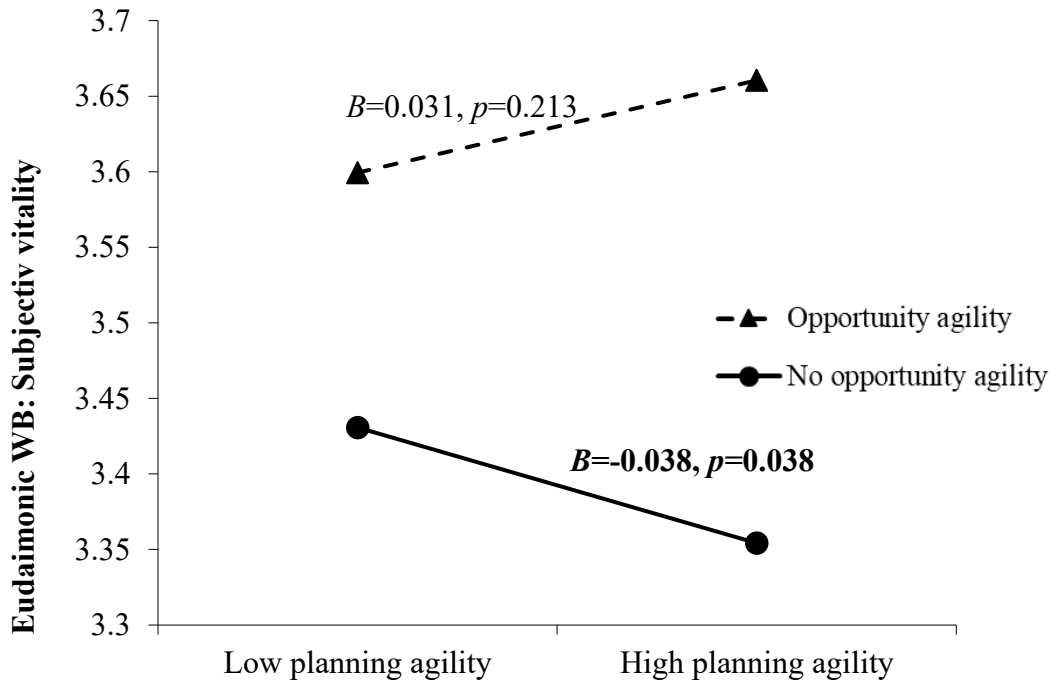 3.7
3.65
3.6
3.55
3.5
3.45
3.4
3.35
3.3
Eudaimonic WB: Subjectiv vitality
B=0.031, p=0.213
Opportunity agility
No opportunity agility
B=-0.038, p=0.038
Low planning agility
High planning agility